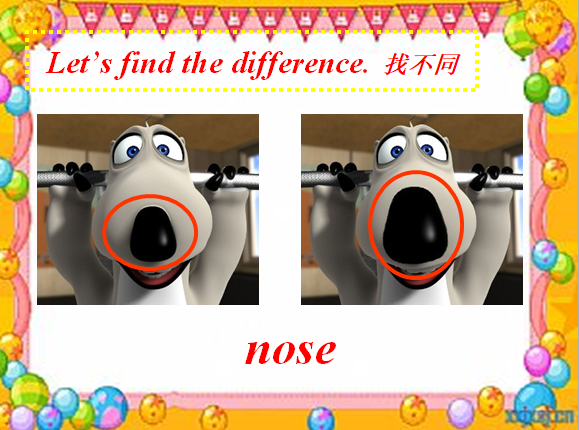 Let's find the difference. 找不同
nose